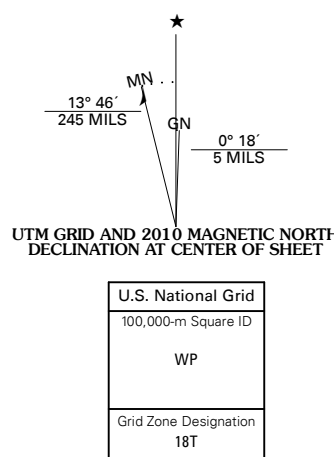 ★
MN
GN
13° 46´
245 MILS
0° 18´
5 MILS
UTM GRID AND 2010 MAGNETIC NORTH
DECLINATION AT CENTER OF SHEET
U.S. National Grid
100,000-m Square ID
WP
Grid Zone Designation
18T